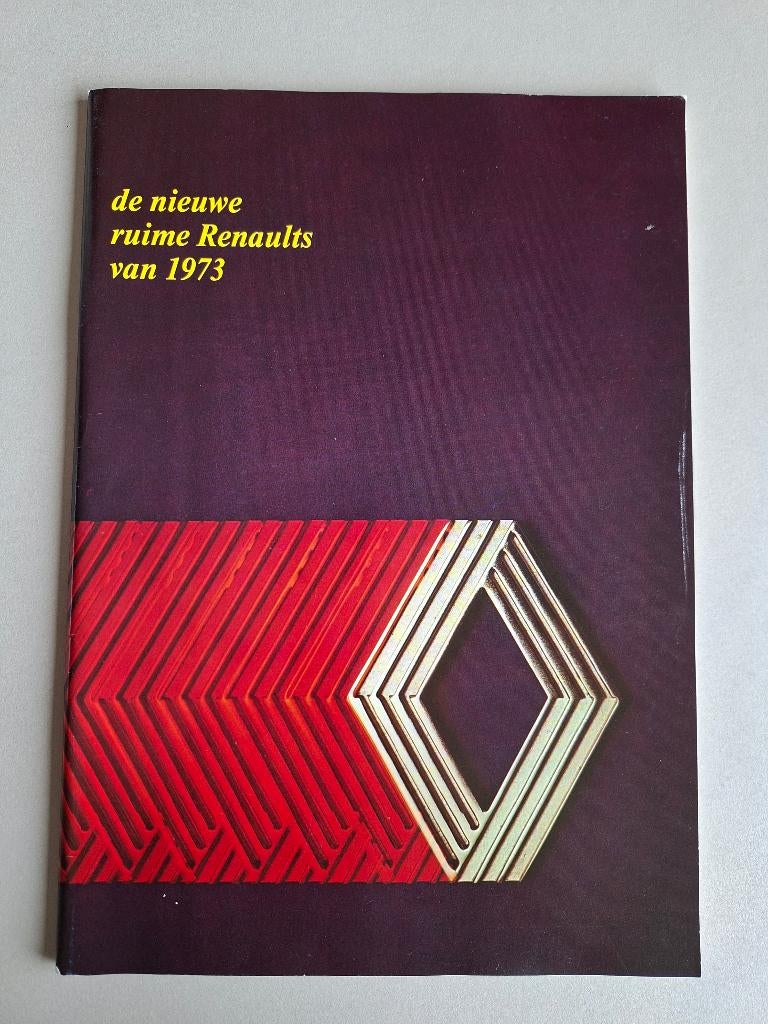 de nieuwe
ruime Renaults
van 1973